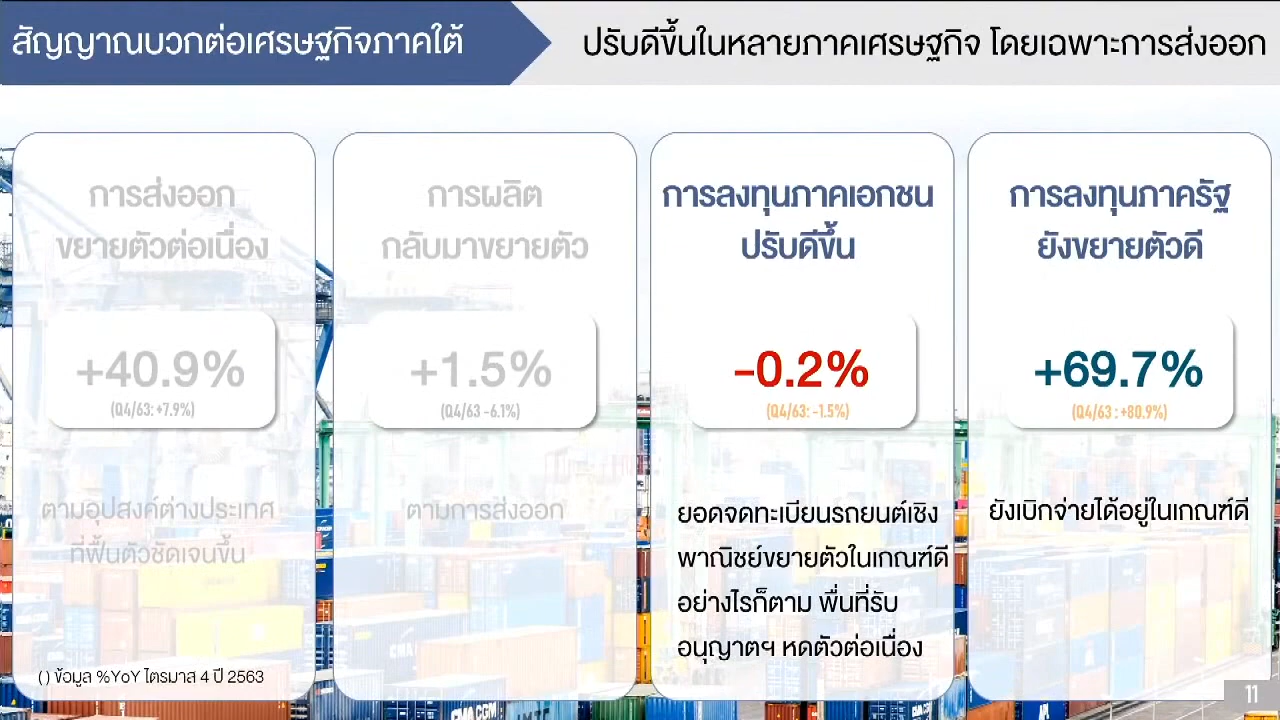 สัญญาณบวกต่อเศรษฐกิจภาคใต้
ปรับดีขึ้นในหลายภาคเศรษฐกิจ โดยเฉพาะการส่งออก
การส่งออก
ขยายตัวต่อเนื่อง
+40.9%
(Q4/63: +7.9%)
ตามอุปสงค์ต่างประเทศ
ที่ฟื้นตัวชัดเจนขึ้น
การผลิต
กลับมาขยายตัว
+1.5%
(Q4/63 -6.1%)
ตามการส่งออก
การลงทุนภาคเอกชน
ปรับดีขึ้น
-0.2%
(Q4/63: -1.5%)
ยอดจดทะเบียนรถยนต์เชิง
พาณิชย์ขยายตัวในเกณฑ์ดี
อย่างไรก็ตาม พื่นที่รับ
อนุญาตฯ หดตัวต่อเนื่อง
การลงทุนภาครัฐ
ยังขยายตัวดี
+69.7%
(Q4/63 : +80.9%)
ยังเบิกจ่ายได้อยู่ในเกณฑ์ดี
( ) ข้อมูล %YoY ไตรมาส 4 ปี 2563
CMA CGM
11